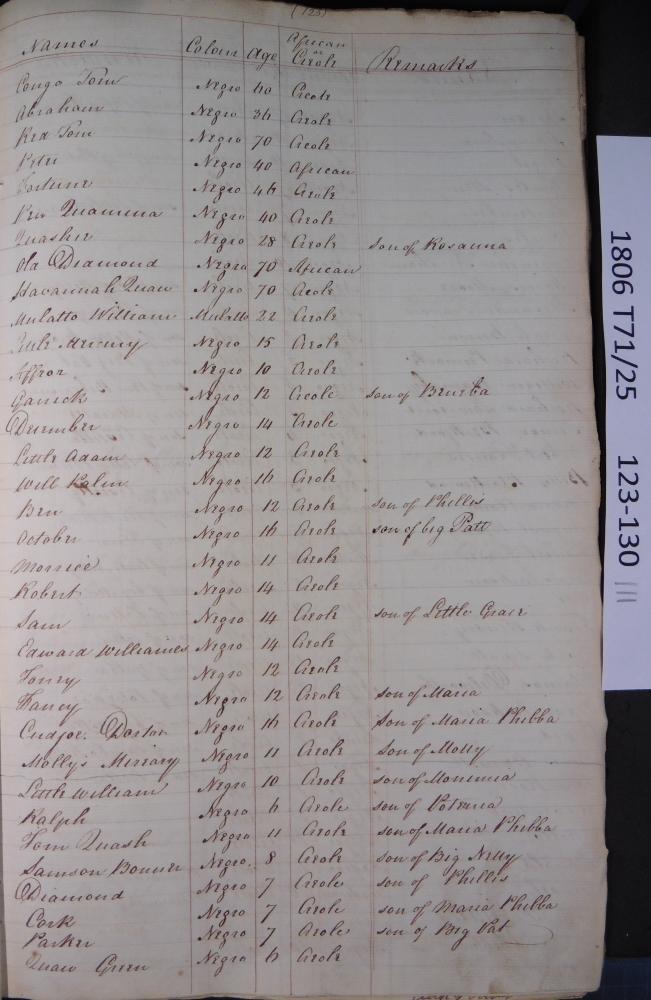 (123)
Names Colour Age African or Creole Remarks
Congo Tom Negro 40 Creole
Abraham Negro 36 Creole
Red Tom Negro 70 Creole
Peter Negro 40 African
Fortune Negro 46 Creole
Quamina Negro 40 Creole
Quashie Negro 28 Creole son of Rosanna
Old Diamond Negro 70 African
Havannah Quaw Negro 70 Creole
Mulatto William Mulatto 22 Creole
Mercury Negro 15 Creole
Negro 10 Creole
Garrick Negro 12 Creole son of Beneba
December Negro 14 Creole
Little Adam Negro 12 Creole
Will Negro 16 Creole
Ben Negro 12 Creole son of Phillis
October Negro 16 Creole son of big Patt
Morrice Negro 11 Creole
Robert Negro 14 Creole
Sam Negro 14 Creole son of Little Grace
Edward Williams Negro 14 Creole
Negro 12 Creole
Negro 12 Creole son of Maria
Cudjoe Negro 16 Creole Son of Maria Phibba
Molly's Mercury Negro 11 Creole Son of Molly
Little William Negro 10 Creole son of Monimia
Ralph Negro 6 Creole son of
Tom Quash Negro 11 Creole son of Maria Phibba
Samson Negro 8 Creole son of Big Nelly
Diamond Negro 7 Creole son of Phillis
Cork Negro 7 Creole son of Maria Phibba
Parker Negro 7 Creole son of Big Pat
Quaw Green Negro 6 Creole
1806 T71/25 123-130